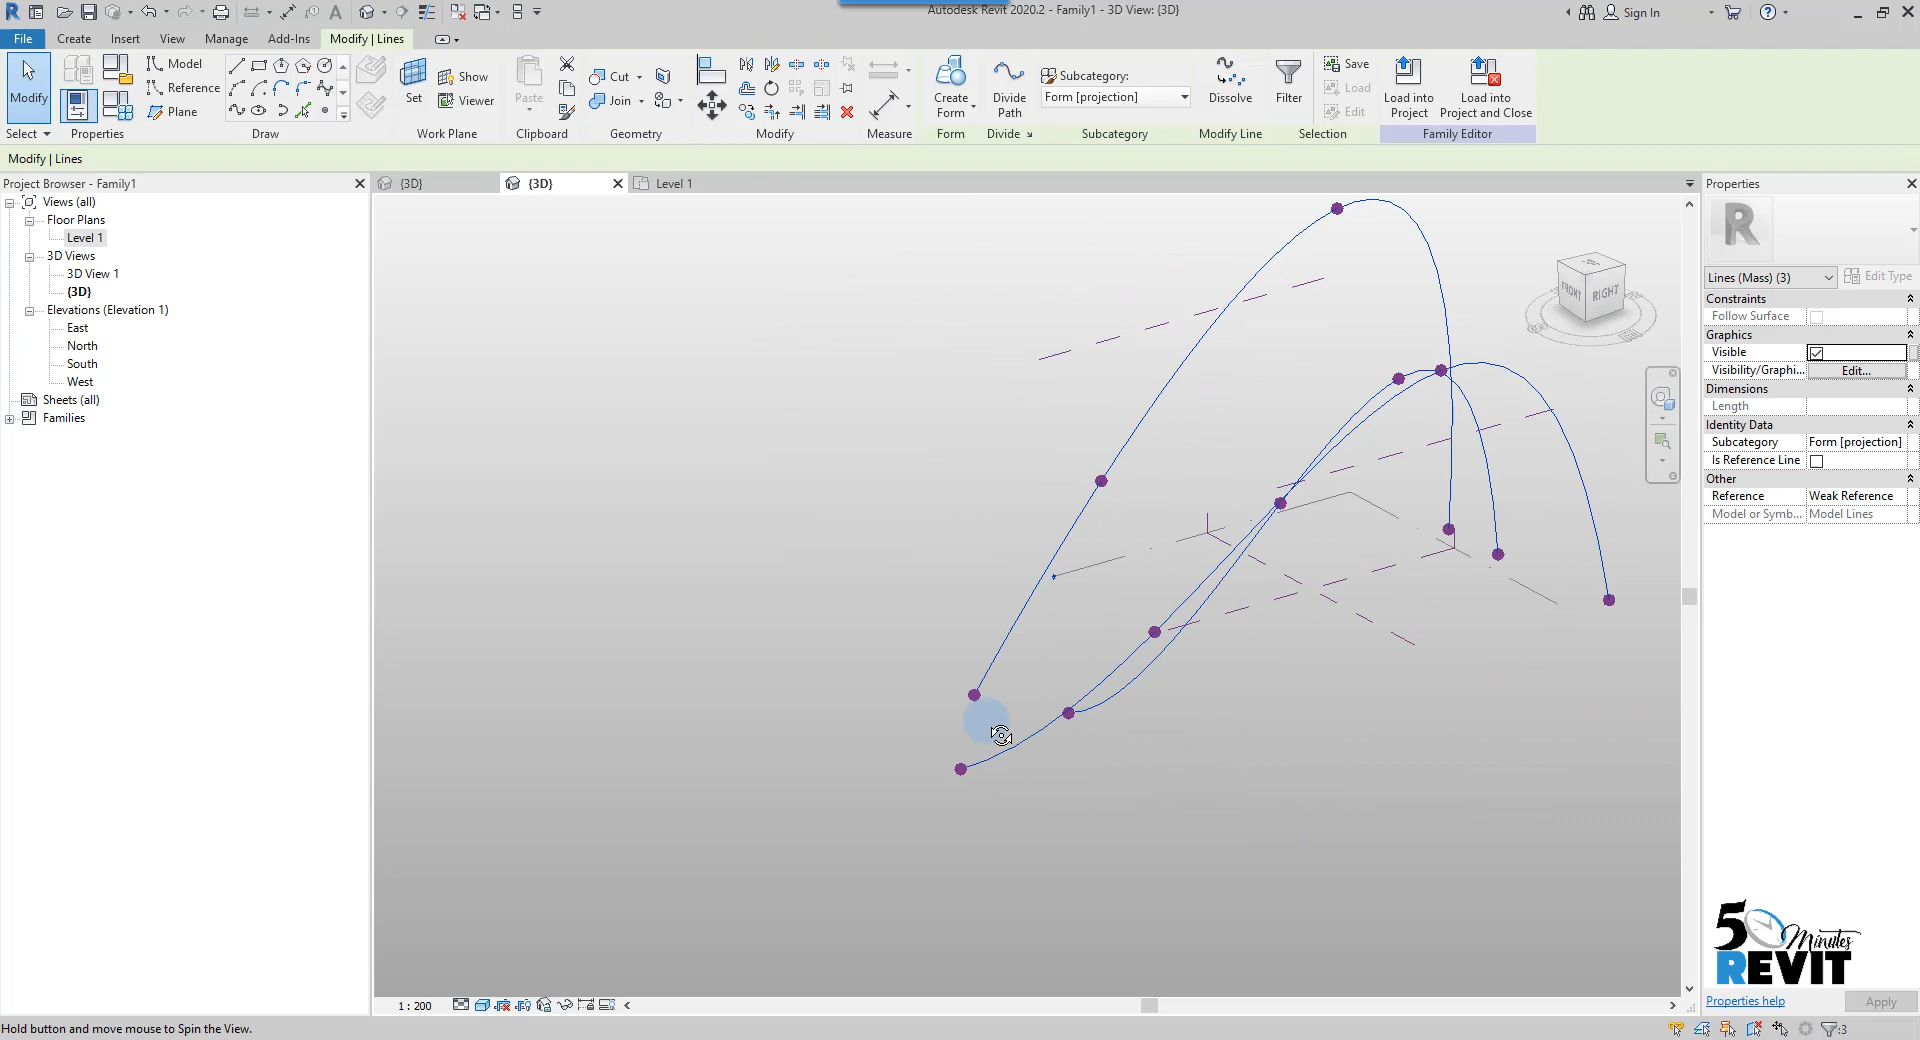 Autodesk Revit 2020.2 - Family1 - 3D View: {3D}
Sign In
File
Create
Insert
View
Manage
Add-Ins
Modify | Lines
Modify
Select
Properties
Model
Reference
Plane
Draw
Set
Show
Viewer
Work Plane
Paste
Clipboard
Cut
Join
Geometry
Modify
Measure
Create
Form
Form
Divide
Path
Divide
Subcategory:
Form [projection]
Subcategory
Dissolve
Modify Line
Filter
Save
Load
Edit
Selection
Load into
Project
Load into
Project and Close
Family Editor
Modify | Lines
Project Browser - Family1
Views (all)
Floor Plans
Level 1
3D Views
3D View 1
{3D}
Elevations (Elevation 1)
East
North
South
West
Sheets (all)
Families
{3D}
{3D}
Level 1
FRONT
RIGHT
Properties
R
Lines (Mass) (3)
Edit Type
Constraints
Follow Surface
Graphics
Visible
Visibility/Graphi...
Edit...
Dimensions
Length
Identity Data
Subcategory
Form [projection]
Is Reference Line
Other
Reference
Weak Reference
Model or Symb...
Model Lines
5 Minutes
REVIT
Properties help
Apply
1 : 200
Hold button and move mouse to Spin the View.
:3